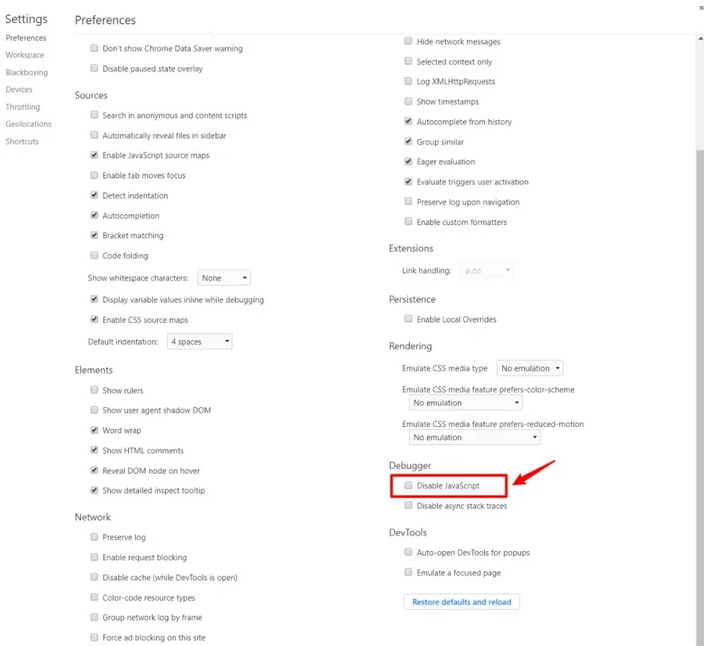 Settings
Preferences
Workspace
Blackboxing
Devices
Throttling
Geolocations
Shortcuts
Preferences
Don't show Chrome Data Saver warning
Disable paused state overlay
Sources
Search in anonymous and content scripts
Automatically reveal files in sidebar
Enable JavaScript source maps
Enable tab moves focus
Detect indentation
Autocompletion
Bracket matching
Code folding
Show whitespace characters: None
Display variable values inline while debugging
Enable CSS source maps
Default indentation: 4 spaces
Elements
Show rulers
Show user agent shadow DOM
Word wrap
Show HTML comments
Reveal DOM node on hover
Show detailed inspect tooltip
Network
Preserve log
Enable request blocking
Disable cache (while DevTools is open)
Color-code resource types
Group network log by frame
Force ad blocking on this site
Hide network messages
Selected context only
Log XMLHttpRequests
Show timestamps
Autocomplete from history
Group similar
Eager evaluation
Evaluate triggers user activation
Preserve log upon navigation
Enable custom formatters
Extensions
Link handling: auto
Persistence
Enable Local Overrides
Rendering
Emulate CSS media type No emulation
Emulate CSS media feature prefers-color-scheme
No emulation
Emulate CSS media feature prefers-reduced-motion
No emulation
Debugger
Disable JavaScript
Disable async stack traces
DevTools
Auto-open DevTools for popups
Emulate a focused page
Restore defaults and reload